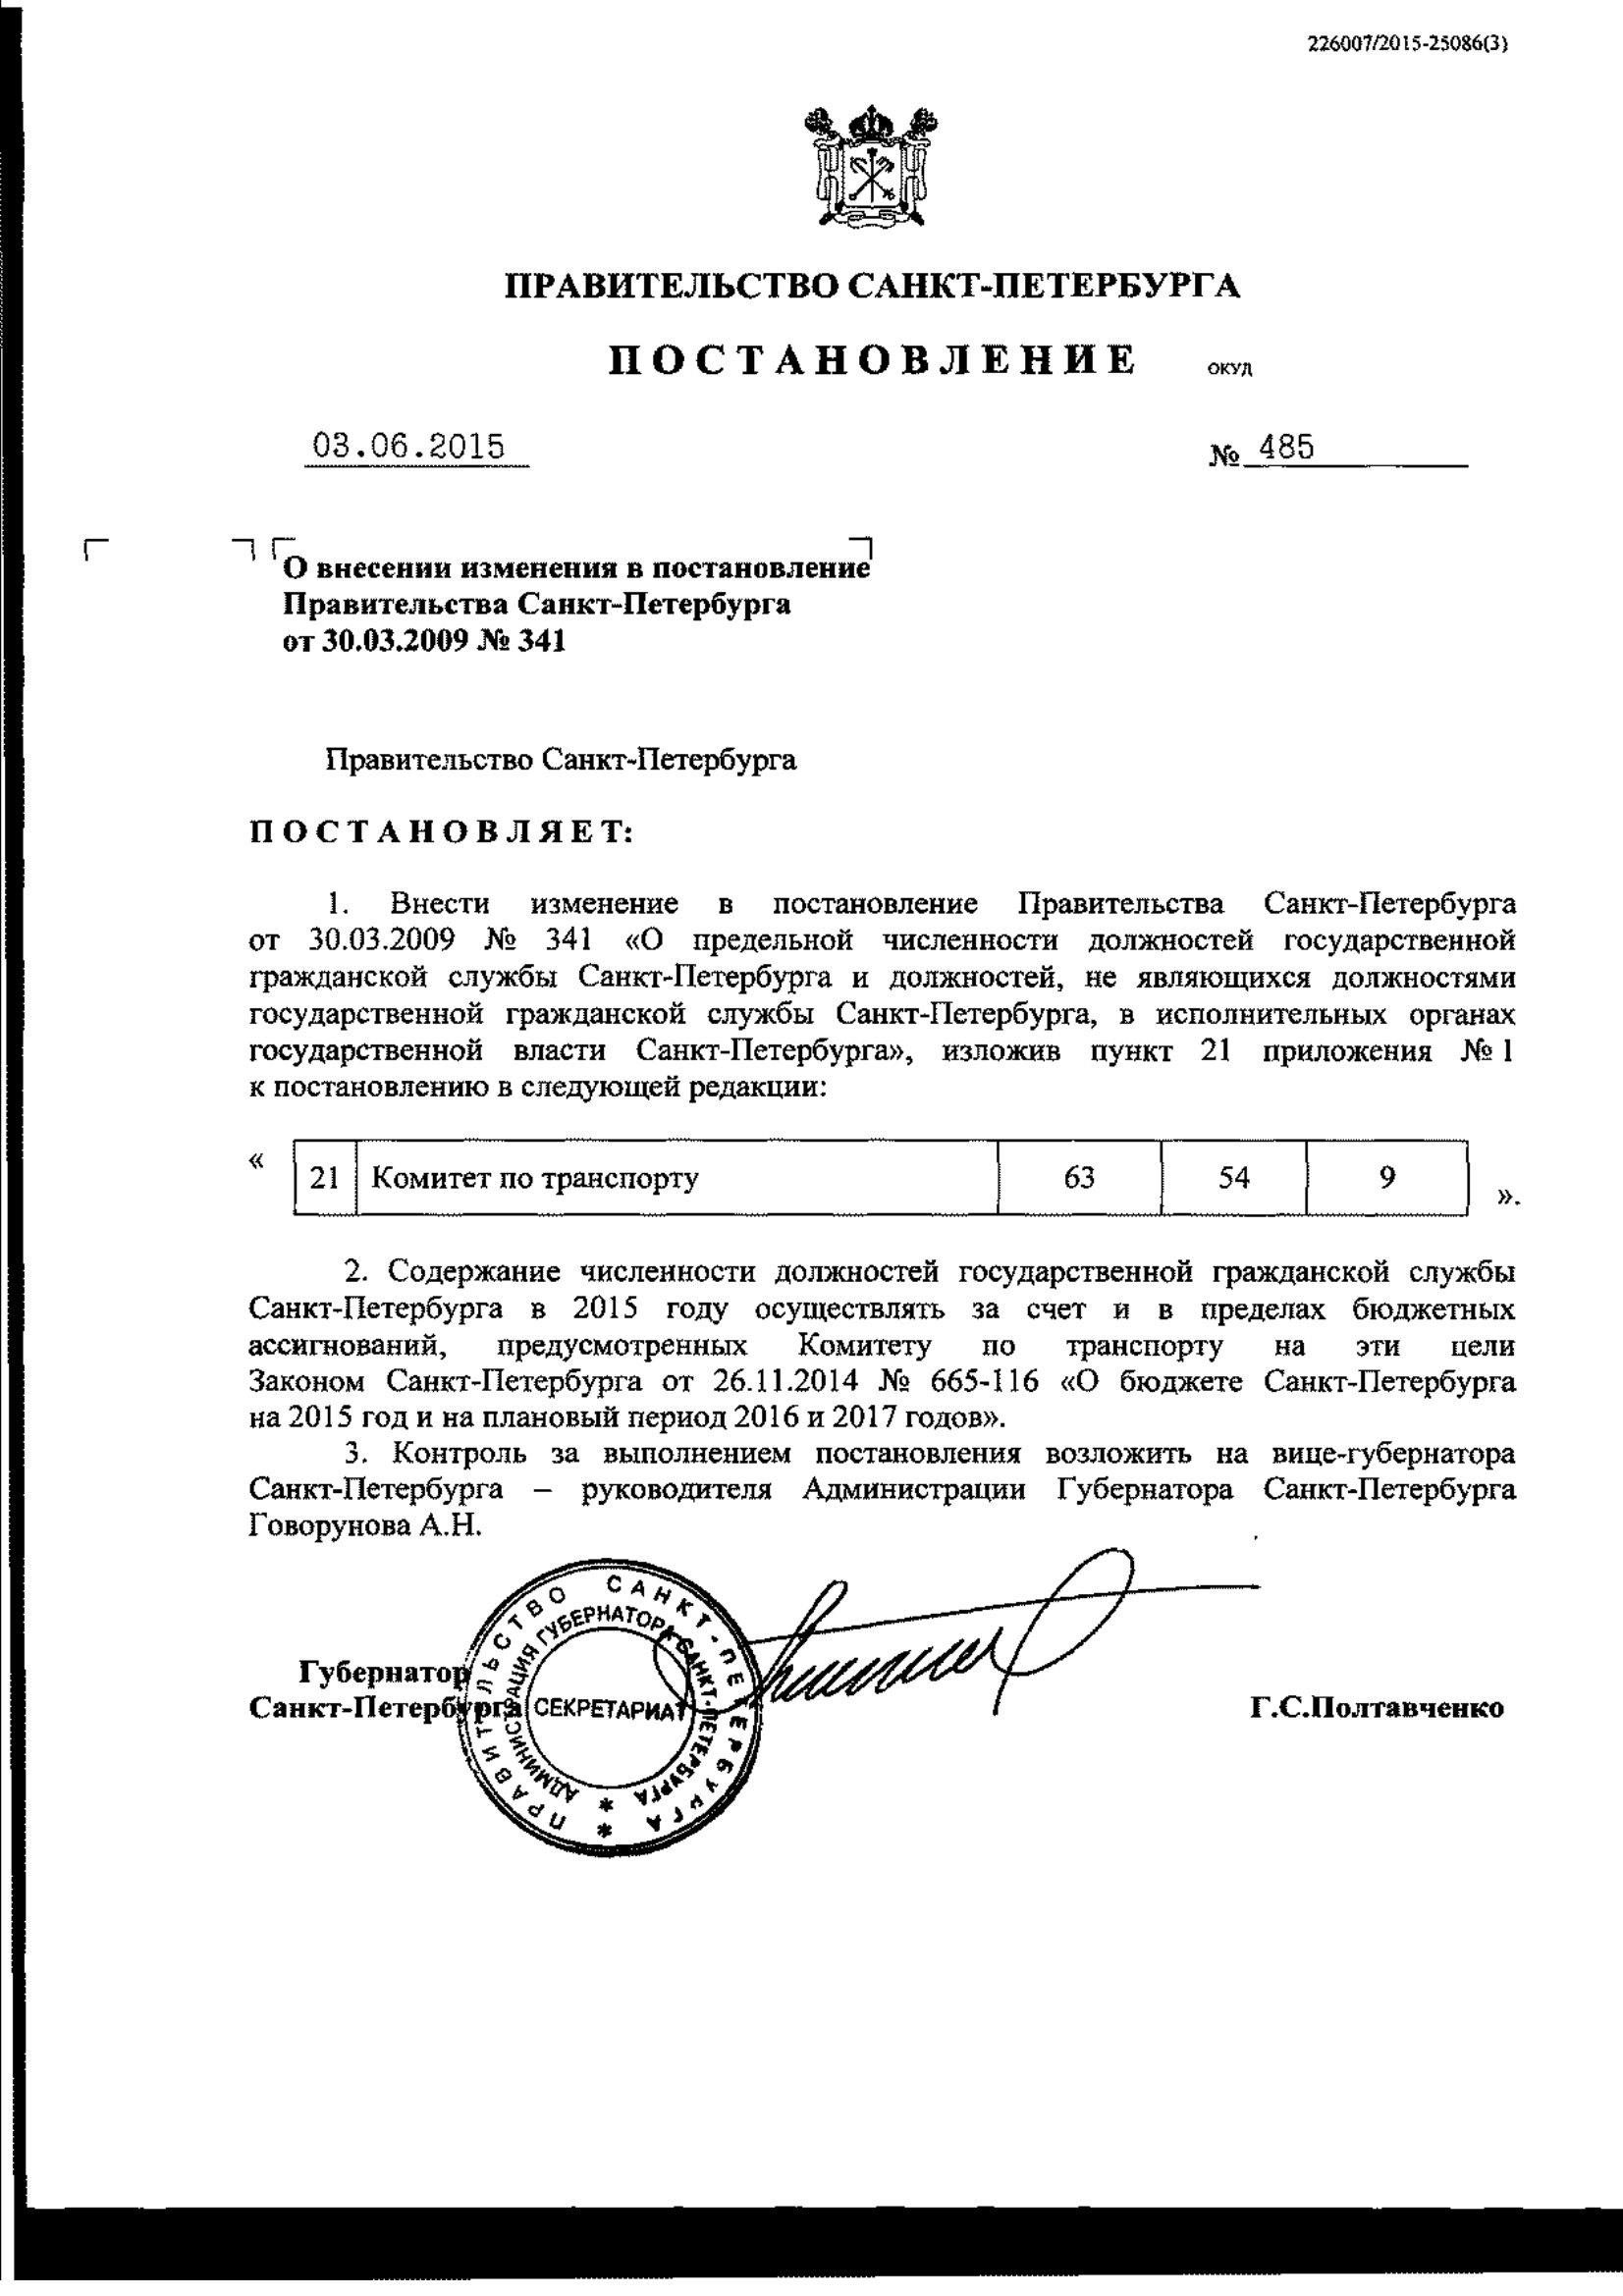 226007/2015-25086(3)
ПРАВИТЕЛЬСТВО САНКТ-ПЕТЕРБУРГА
ПОСТАНОВЛЕНИЕ ОКУД
03.06.2015 № 485
О внесении изменения в постановление
Правительства Санкт-Петербурга
от 30.03.2009 № 341
Правительство Санкт-Петербурга
ПОСТАНОВЛЯЕТ:
1. Внести изменение в постановление Правительства Санкт-Петербурга
от 30.03.2009 № 341 «О предельной численности должностей государственной
гражданской службы Санкт-Петербурга и должностей, не являющихся должностями
государственной гражданской службы Санкт-Петербурга, в исполнительных органах
государственной власти Санкт-Петербурга», изложив пункт 21 приложения № 1
к постановлению в следующей редакции:
« 21 Комитет по транспорту 63 54 9 ».
2. Содержание численности должностей государственной гражданской службы
Санкт-Петербурга в 2015 году осуществлять за счет и в пределах бюджетных
ассигнований, предусмотренных Комитету по транспорту на эти цели
Законом Санкт-Петербурга от 26.11.2014 № 665-116 «О бюджете Санкт-Петербурга
на 2015 год и на плановый период 2016 и 2017 годов».
3. Контроль за выполнением постановления возложить на вице-губернатора
Санкт-Петербурга – руководителя Администрации Губернатора Санкт-Петербурга
Говорунова А.Н.
Губернатор
Санкт-Петербурга Г.С.Полтавченко
ПРАВИТЕЛЬСТВО САНКТ-ПЕТЕРБУРГА
АДМИНИСТРАЦИЯ ГУБЕРНАТОРА САНКТ-ПЕТЕРБУРГА
СЕКРЕТАРИАТ